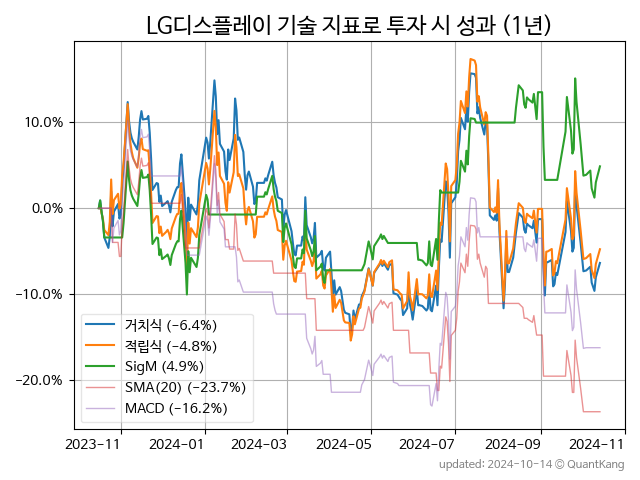 LG디스플레이 기술 지표로 투자 시 성과 (1년)
10.0%
0.0%
−10.0%
−20.0%
거치식 (−6.4%)
적립식 (−4.8%)
SigM (4.9%)
SMA(20) (−23.7%)
MACD (−16.2%)
2023-11
2024-01
2024-03
2024-05
2024-07
2024-09
2024-11
updated: 2024-10-14 © QuantKang